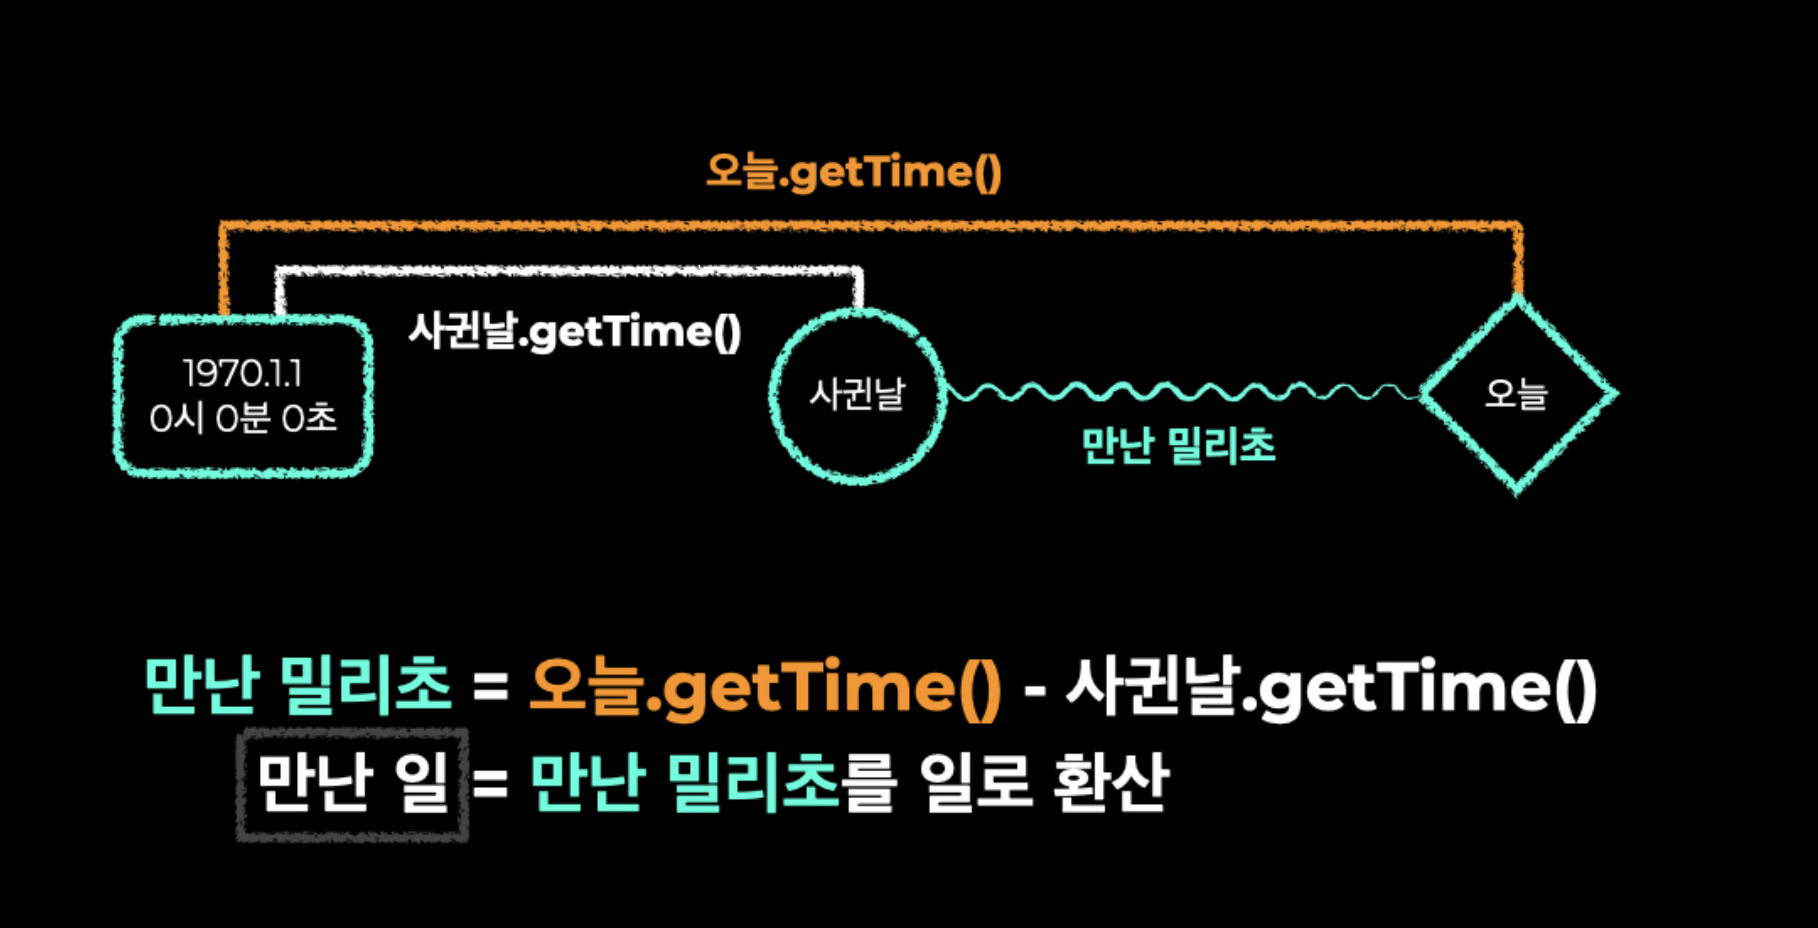 오늘.getTime()
사귄날.getTime()
1970.1.1
0시 0분 0초
사귄날
오늘
만난 밀리초
만난 밀리초 = 오늘.getTime() - 사귄날.getTime()
만난 일 = 만난 밀리초를 일로 환산